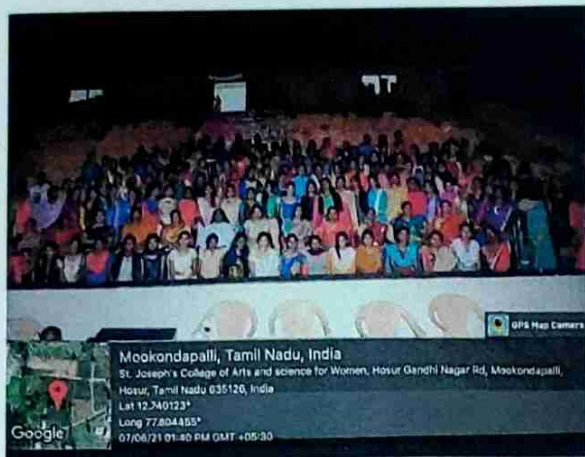 GPS Map Camera
Mookondapalli, Tamil Nadu, India
St. Joseph's College of Arts and science for Women, Hosur Gandhi Nagar Rd, Mookondapalli,
Hosur, Tamil Nadu 635126, India
Lat 12.740123°
Long 77.804455°
07/06/21 01:40 PM GMT +05:30
Google